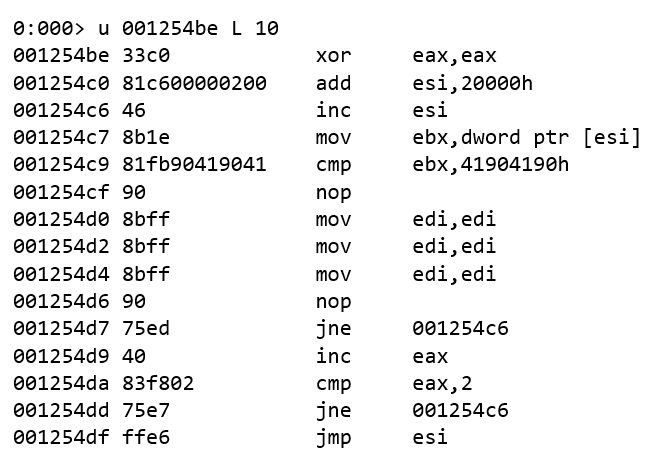 0:000> u 001254be L 10
001254be 33c0 xor eax,eax
001254c0 81c600000200 add esi,20000h
001254c6 46 inc esi
001254c7 8b1e mov ebx,dword ptr [esi]
001254c9 81fb90419041 cmp ebx,41904190h
001254cf 90 nop
001254d0 8bff mov edi,edi
001254d2 8bff mov edi,edi
001254d4 8bff mov edi,edi
001254d6 90 nop
001254d7 75ed jne 001254c6
001254d9 40 inc eax
001254da 83f802 cmp eax,2
001254dd 75e7 jne 001254c6
001254df ffe6 jmp esi